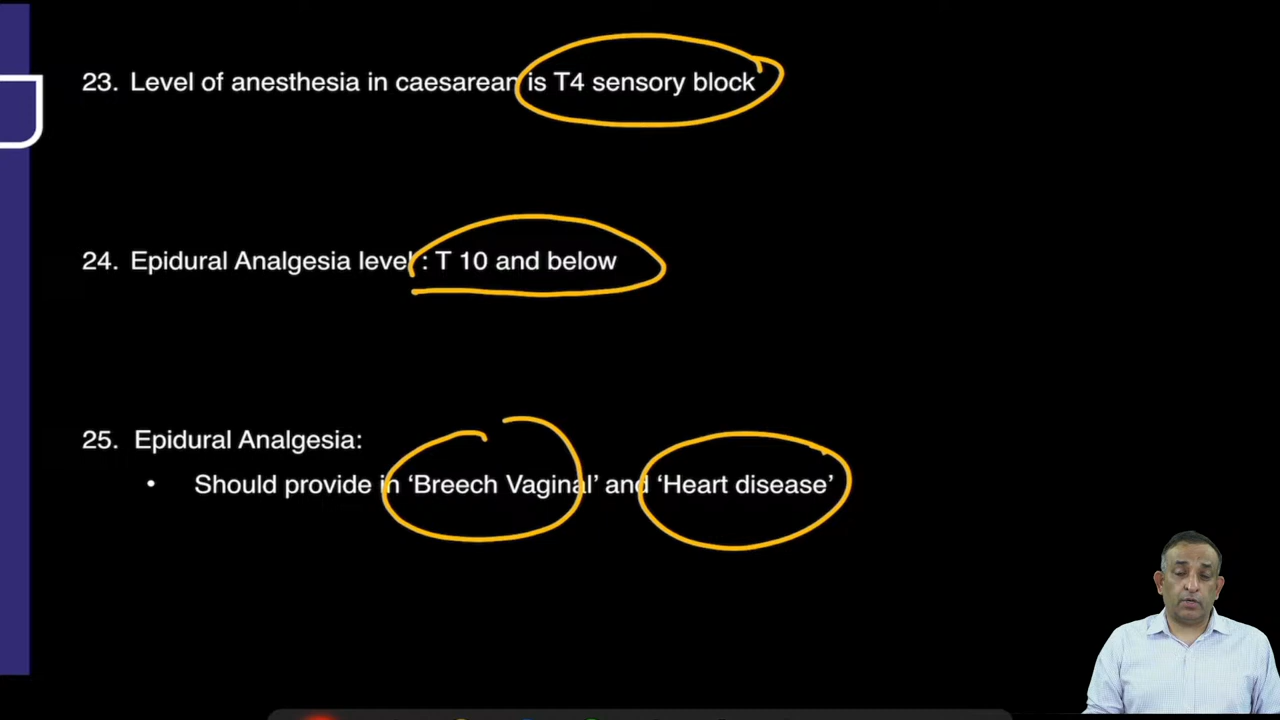 23. Level of anesthesia in caesarean is T4 sensory block
24. Epidural Analgesia level : T 10 and below
25. Epidural Analgesia:
• Should provide in ‘Breech Vaginal’ and ‘Heart disease’